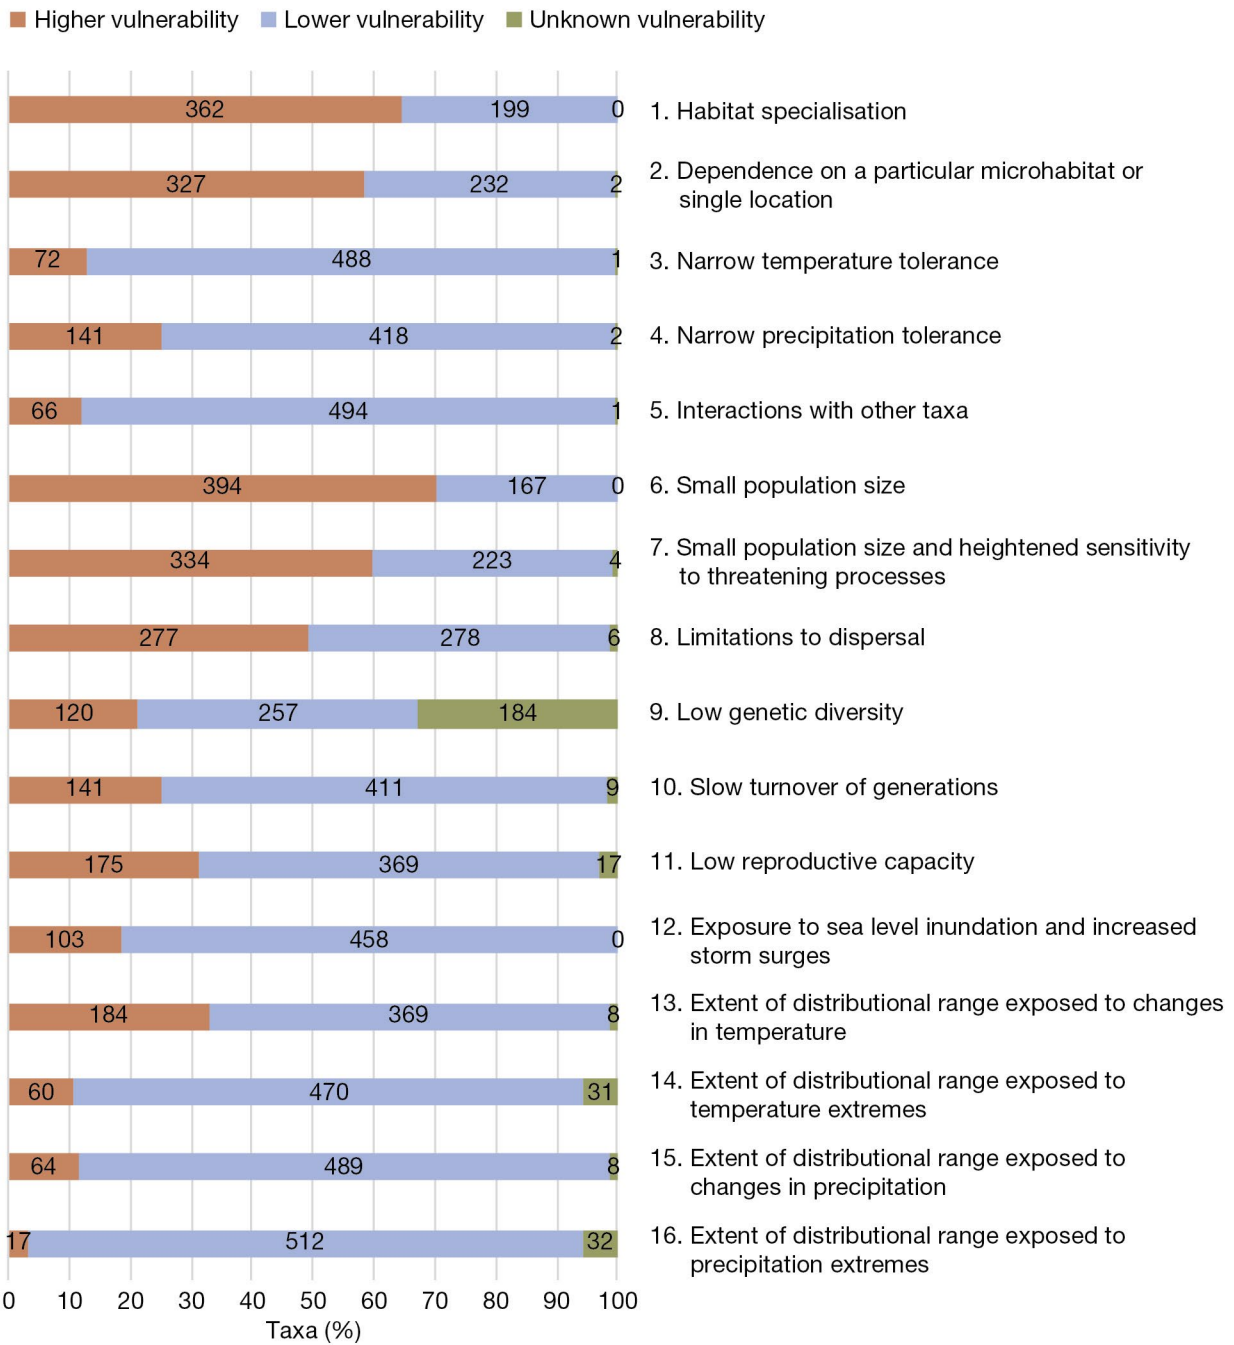 Higher vulnerability Lower vulnerability Unknown vulnerability
362 199 0 1. Habitat specialisation
327 232 2 2. Dependence on a particular microhabitat or
single location
72 488 1 3. Narrow temperature tolerance
141 418 2 4. Narrow precipitation tolerance
66 494 1 5. Interactions with other taxa
394 167 0 6. Small population size
334 223 4 7. Small population size and heightened sensitivity
to threatening processes
277 278 6 8. Limitations to dispersal
120 257 184 9. Low genetic diversity
141 411 9 10. Slow turnover of generations
175 369 17 11. Low reproductive capacity
103 458 0 12. Exposure to sea level inundation and increased
storm surges
184 369 8 13. Extent of distributional range exposed to changes
in temperature
60 470 31 14. Extent of distributional range exposed to
temperature extremes
64 489 8 15. Extent of distributional range exposed to
changes in precipitation
17 512 32 16. Extent of distributional range exposed to
precipitation extremes
0 10 20 30 40 50 60 70 80 90 100
Taxa (%)